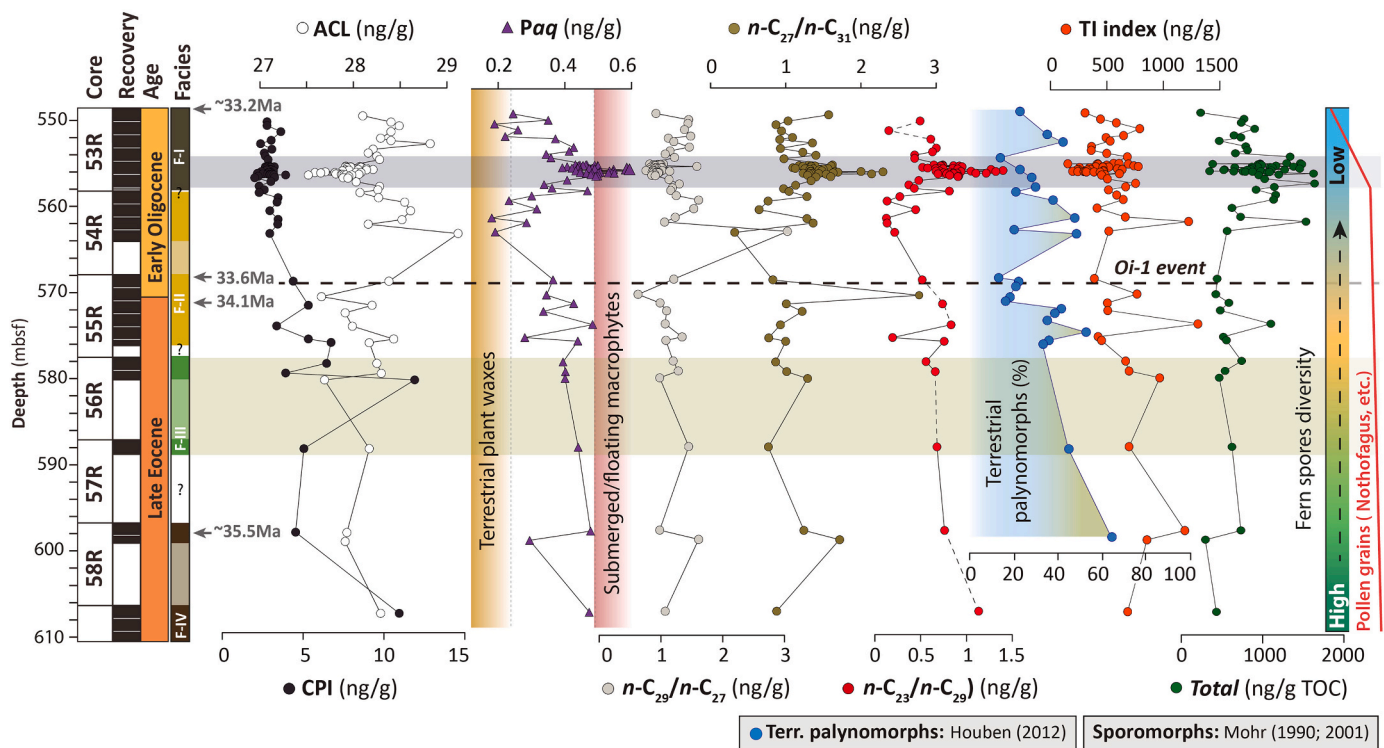 ACL (ng/g)
Paq (ng/g)
n-C27/n-C31(ng/g)
TI index (ng/g)
27 28 29
0.2 0.4 0.6
0 1 2 3
0 500 1000 1500
Core
Recovery
Age
Facies
Deepth (mbsf)
550
560
570
580
590
600
610
53R
54R
55R
56R
57R
58R
Early Oligocene
Late Eocene
F-I
?
F-II
?
F-III
?
F-IV
~33.2Ma
33.6Ma
34.1Ma
~35.5Ma
Terrestrial plant waxes
Submerged/floating macrophytes
Terrestrial
palynomorphs (%)
Oi-1 event
Fern spores diversity
Low
High
Pollen grains ( Nothofagus, etc.)
0 20 40 60 80 100
0 5 10 15
0 1 3
0 1 2 3 4
0 0.5 1 1.5
0 1000 2000
CPI (ng/g)
n-C29/n-C27 (ng/g)
n-C23/n-C29) (ng/g)
Total (ng/g TOC)
Terr. palynomorphs: Houben (2012)
Sporomorphs: Mohr (1990; 2001)